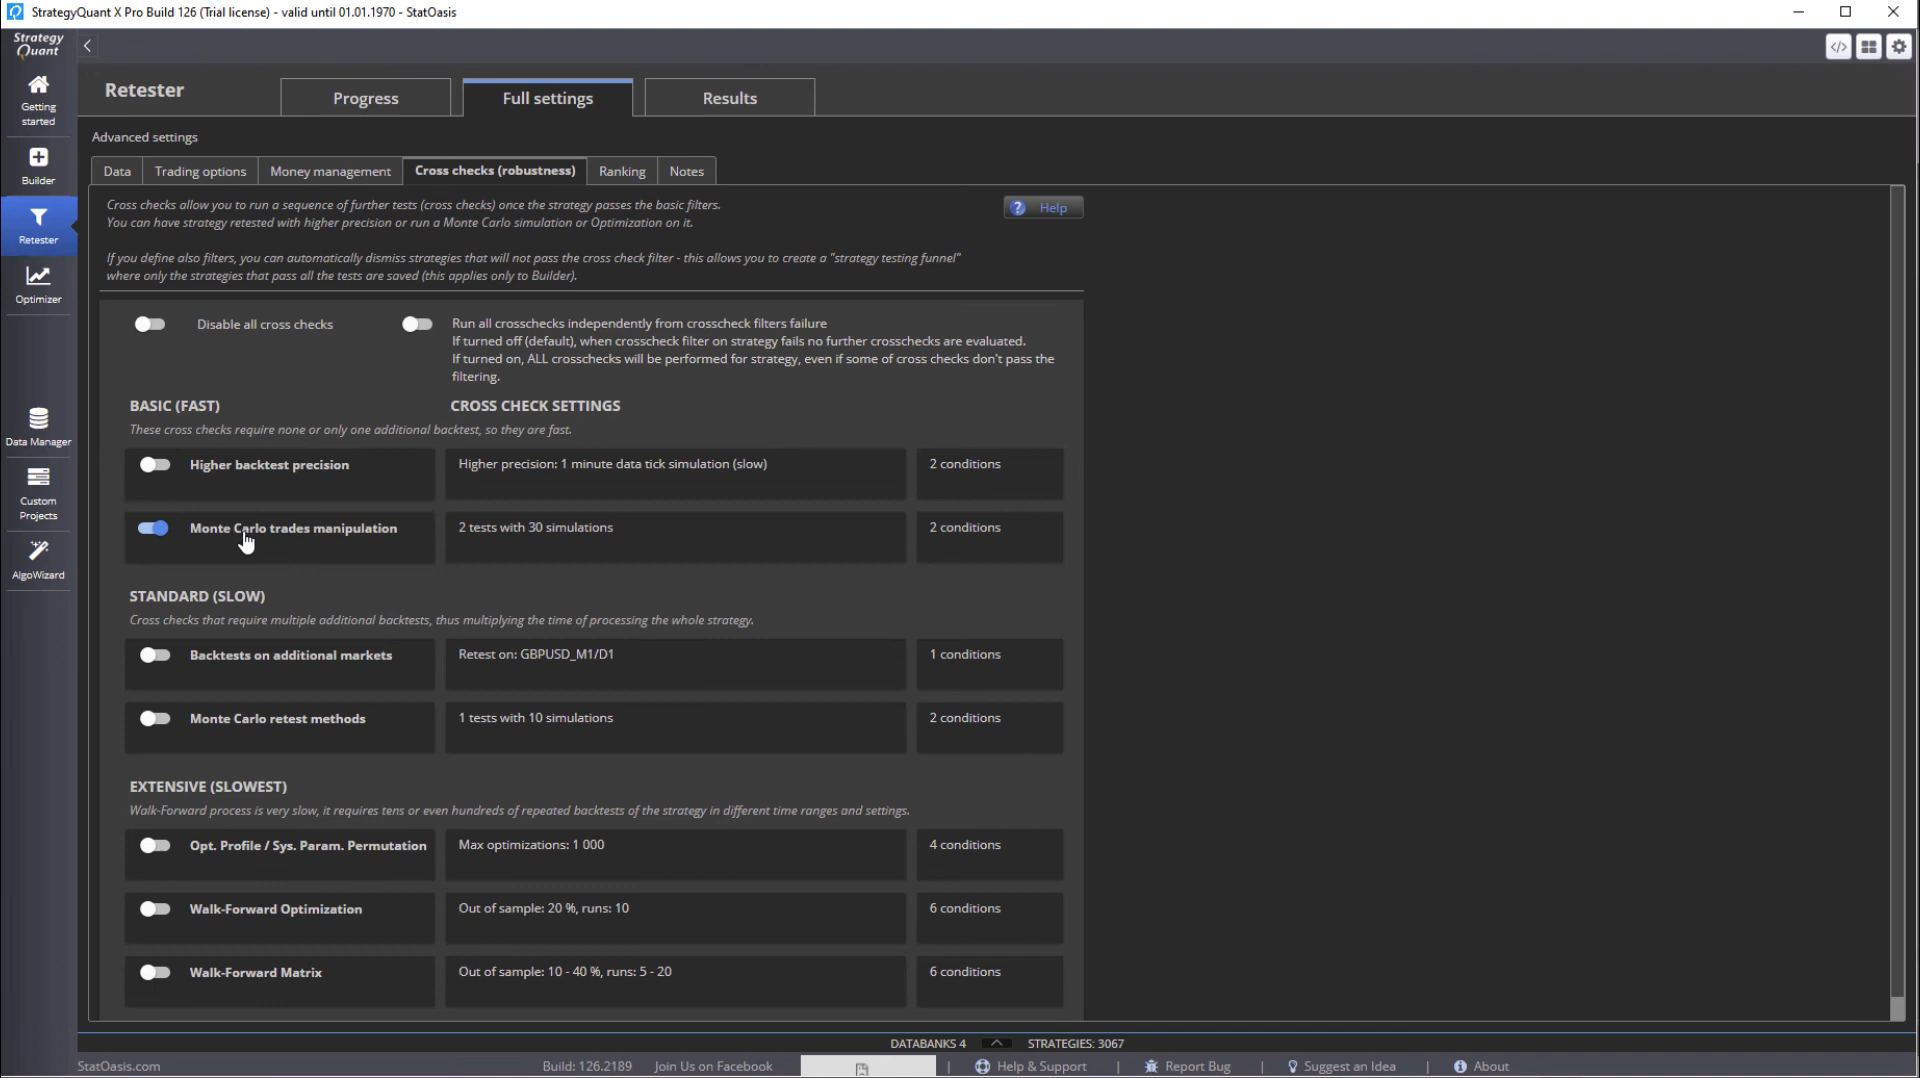 StrategyQuant X Pro Build 126 (Trial license) - valid until 01.01.1970 - StatOasis
Strategy
Quant
Getting
started
Builder
Retester
Optimizer
Data Manager
Custom
Projects
AlgoWizard
Retester
Progress
Full settings
Results
Advanced settings
Data
Trading options
Money management
Cross checks (robustness)
Ranking
Notes
Cross checks allow you to run a sequence of further tests (cross checks) once the strategy passes the basic filters.
You can have strategy retested with higher precision or run a Monte Carlo simulation or Optimization on it.
If you define also filters, you can automatically dismiss strategies that will not pass the cross check filter - this allows you to create a "strategy testing funnel"
where only the strategies that pass all the tests are saved (this applies only to Builder).
? Help
Disable all cross checks
Run all crosschecks independently from crosscheck filters failure
If turned off (default), when crosscheck filter on strategy fails no further crosschecks are evaluated.
If turned on, ALL crosschecks will be performed for strategy, even if some of cross checks don't pass the
filtering.
BASIC (FAST)
CROSS CHECK SETTINGS
These cross checks require none or only one additional backtest, so they are fast.
Higher backtest precision
Higher precision: 1 minute data tick simulation (slow)
2 conditions
Monte Carlo trades manipulation
2 tests with 30 simulations
2 conditions
STANDARD (SLOW)
Cross checks that require multiple additional backtests, thus multiplying the time of processing the whole strategy.
Backtests on additional markets
Retest on: GBPUSD_M1/D1
1 conditions
Monte Carlo retest methods
1 tests with 10 simulations
2 conditions
EXTENSIVE (SLOWEST)
Walk-Forward process is very slow, it requires tens or even hundreds of repeated backtests of the strategy in different time ranges and settings.
Opt. Profile / Sys. Param. Permutation
Max optimizations: 1 000
4 conditions
Walk-Forward Optimization
Out of sample: 20 %, runs: 10
6 conditions
Walk-Forward Matrix
Out of sample: 10 - 40 %, runs: 5 - 20
6 conditions
DATABANKS 4
STRATEGIES: 3067
StatOasis.com
Build: 126.2189
Join Us on Facebook
Help & Support
Report Bug
Suggest an Idea
About